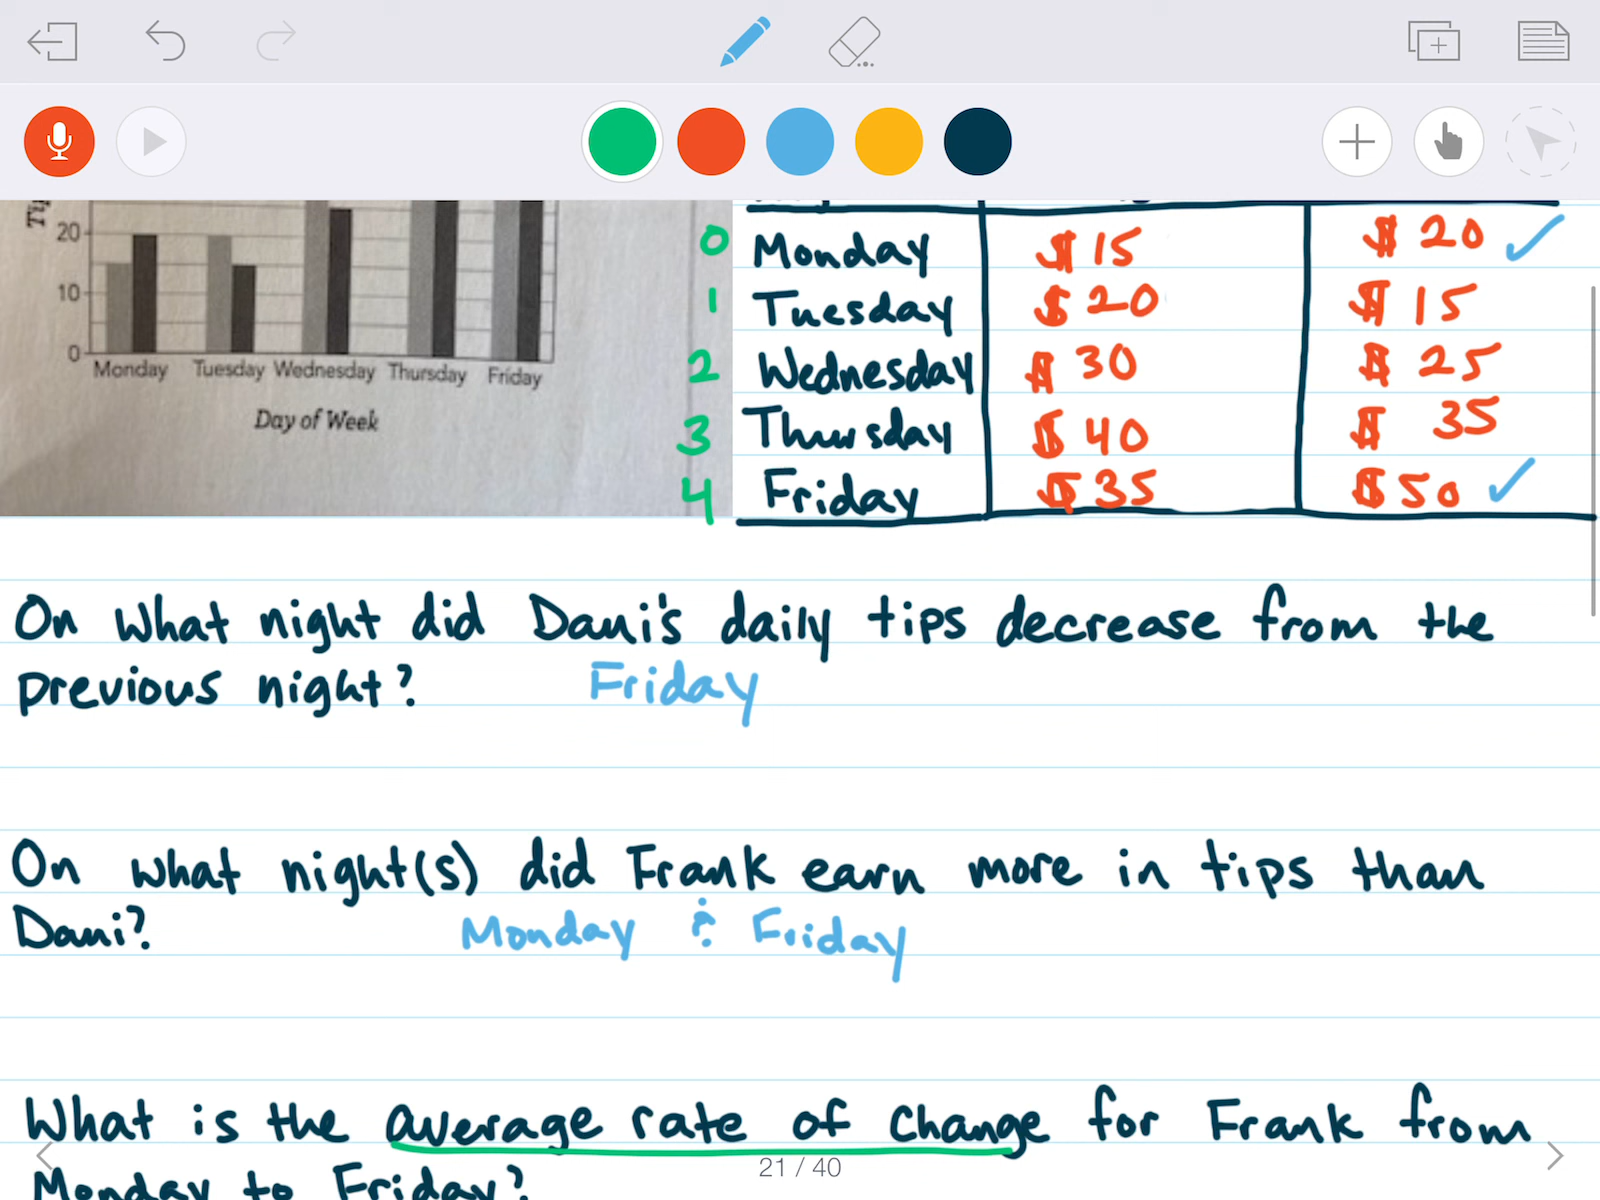 Ti
20
10
0
Monday Tuesday Wednesday Thursday Friday
Day of Week
0 Monday $ 15 $ 20 ✓
1 Tuesday $ 20 $ 15
2 Wednesday $ 30 $ 25
3 Thursday $ 40 $ 35
4 Friday $ 35 $ 50 ✓
On what night did Dani's daily tips decrease from the
previous night? Friday
On what night(s) did Frank earn more in tips than
Dani? Monday & Friday
What is the average rate of change for Frank from
21 / 40
Monday to Friday?